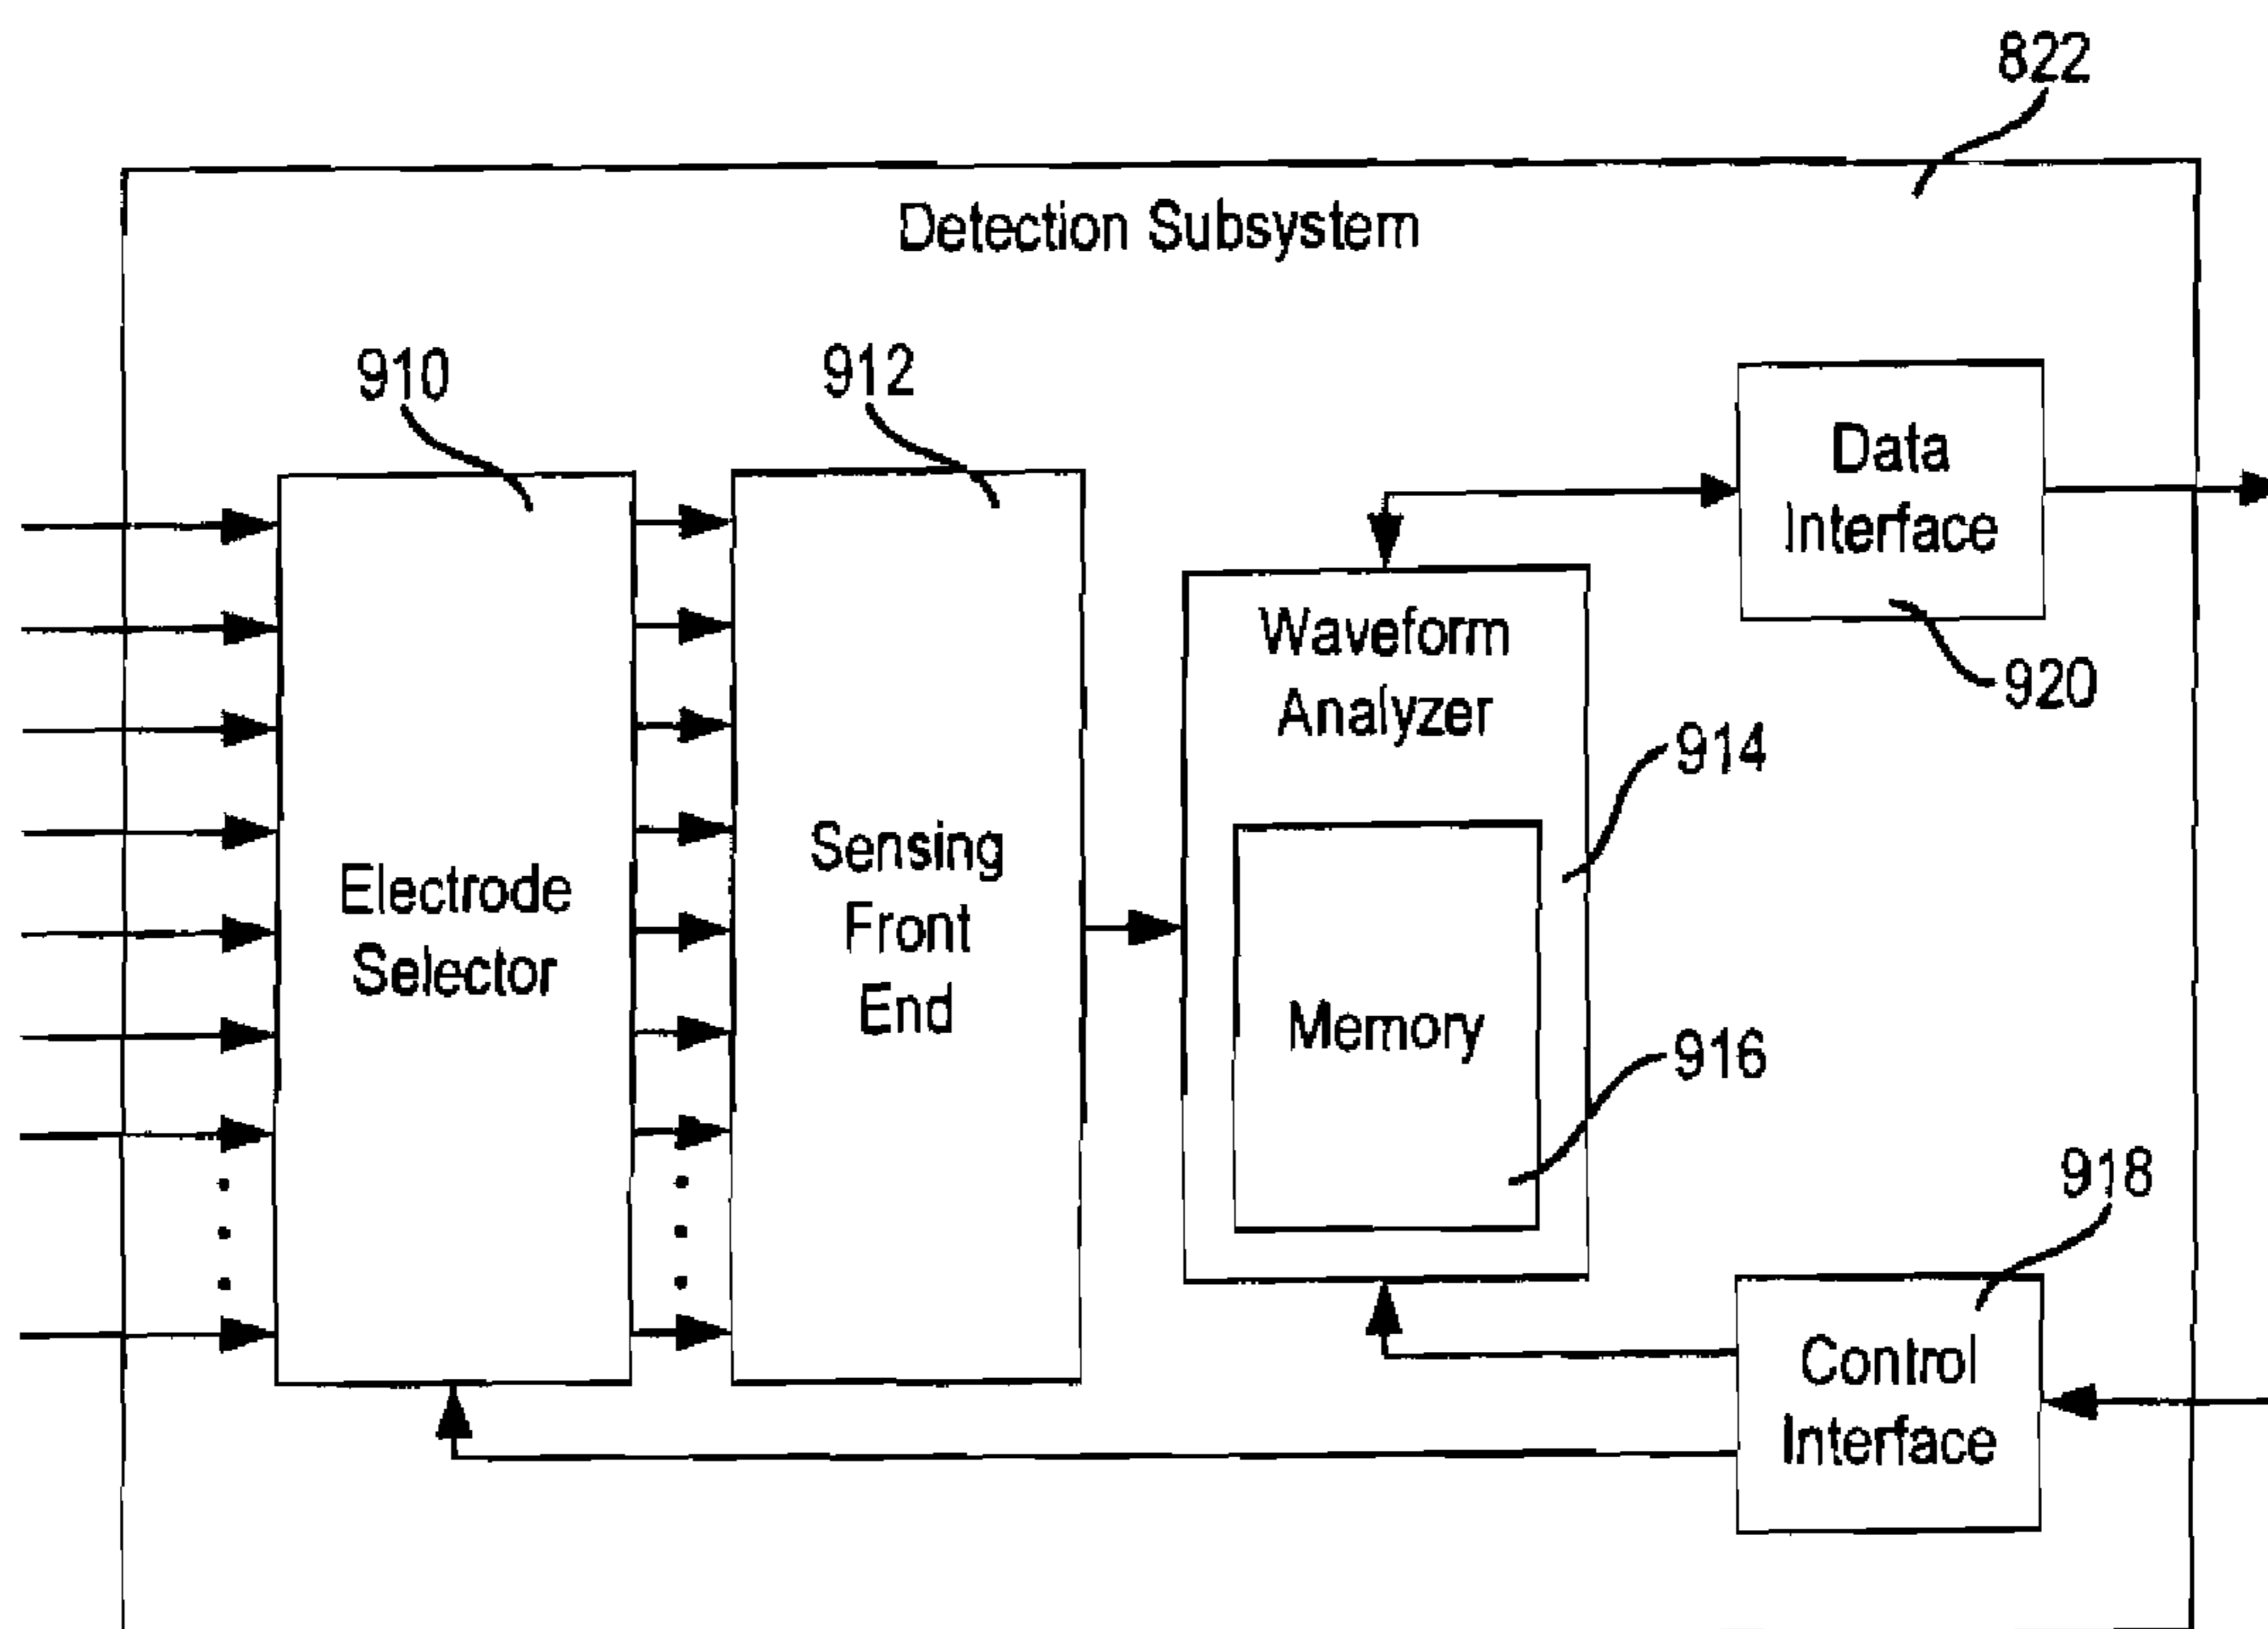 822
Detection Subsystem
910
912
Data
Interface
920
Waveform
Analyzer
914
Electrode
Selector
Sensing
Front
End
Memory
916
918
Control
Interface